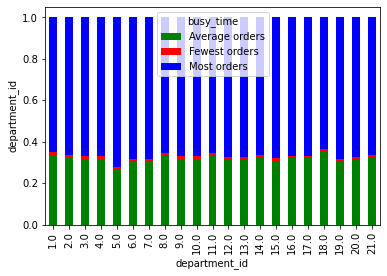 busy_time
Average orders
Fewest orders
Most orders
1.0
0.8
0.6
0.4
0.2
0.0
department_id
1.0 2.0 3.0 4.0 5.0 6.0 7.0 8.0 9.0 10.0 11.0 12.0 13.0 14.0 15.0 16.0 17.0 18.0 19.0 20.0 21.0
department_id